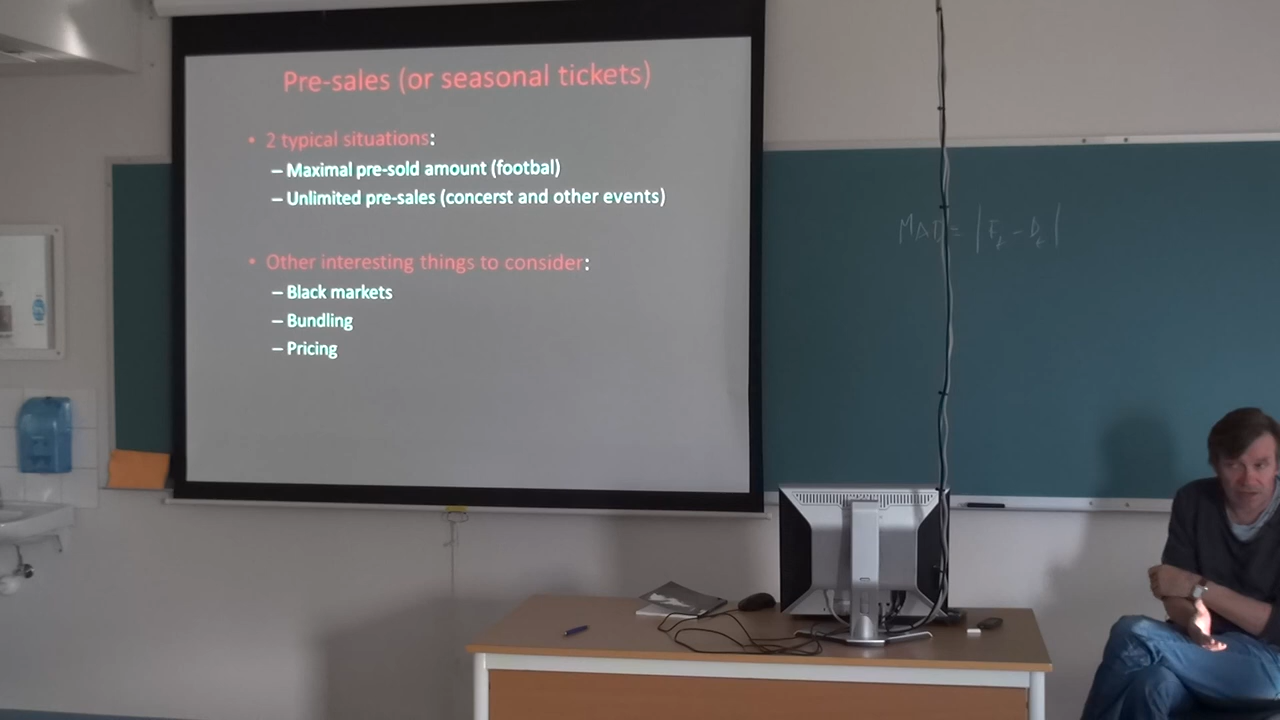 Pre-sales (or seasonal tickets)
• 2 typical situations:
– Maximal pre-sold amount (footbal)
– Unlimited pre-sales (concerst and other events)
• Other interesting things to consider:
– Black markets
– Bundling
– Pricing
MAD = | F_t - D_t |